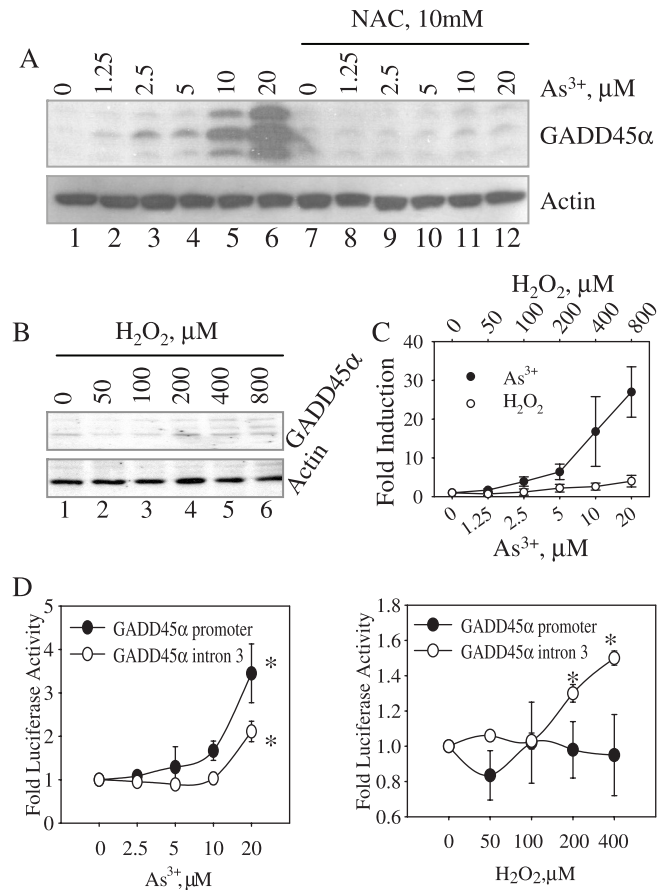 A
NAC, 10mM
0 1.25 2.5 5 10 20 0 1.25 2.5 5 10 20 As³⁺, μM
GADD45α
Actin
1 2 3 4 5 6 7 8 9 10 11 12
B
H₂O₂, μM
0 50 100 200 400 800
GADD45α
Actin
1 2 3 4 5 6
C
H₂O₂, μM
0 50 100 200 400 800
Fold Induction
40
30
20
10
0
As³⁺
H₂O₂
0 1.25 2.5 5 10 20
As³⁺, μM
D
Fold Luciferase Activity
5
4
3
2
1
0
GADD45α promoter
GADD45α intron 3
*
*
0 2.5 5 10 20
As³⁺,μM
Fold Luciferase Activity
1.8
1.6
1.4
1.2
1.0
0.8
0.6
GADD45α promoter
GADD45α intron 3
*
*
0 50 100 200 400
H₂O₂,μM